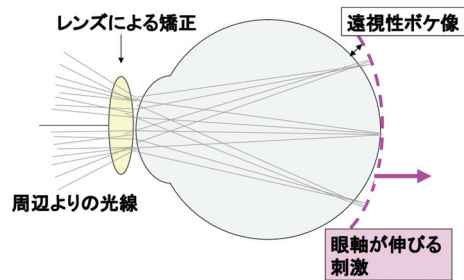 レンズによる矯正
遠視性ボケ像
周辺よりの光線
眼軸が伸びる
刺激